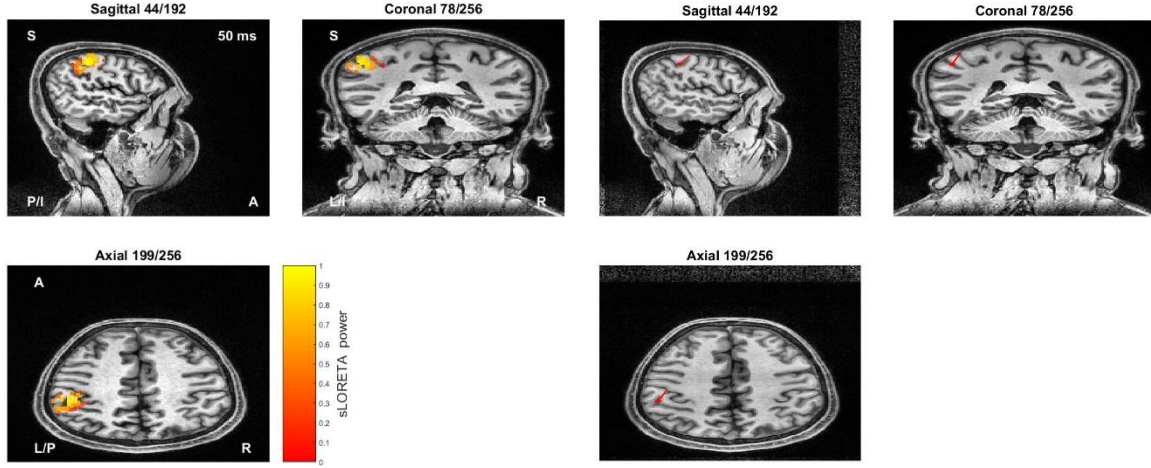 Sagittal 44/192
S
50 ms
P/I
A
Coronal 78/256
S
L/I
R
Sagittal 44/192
Coronal 78/256
Axial 199/256
A
L/P
R
1
0.9
0.8
0.7
0.6
0.5
0.4
0.3
0.2
0.1
0
sLORETA power
Axial 199/256